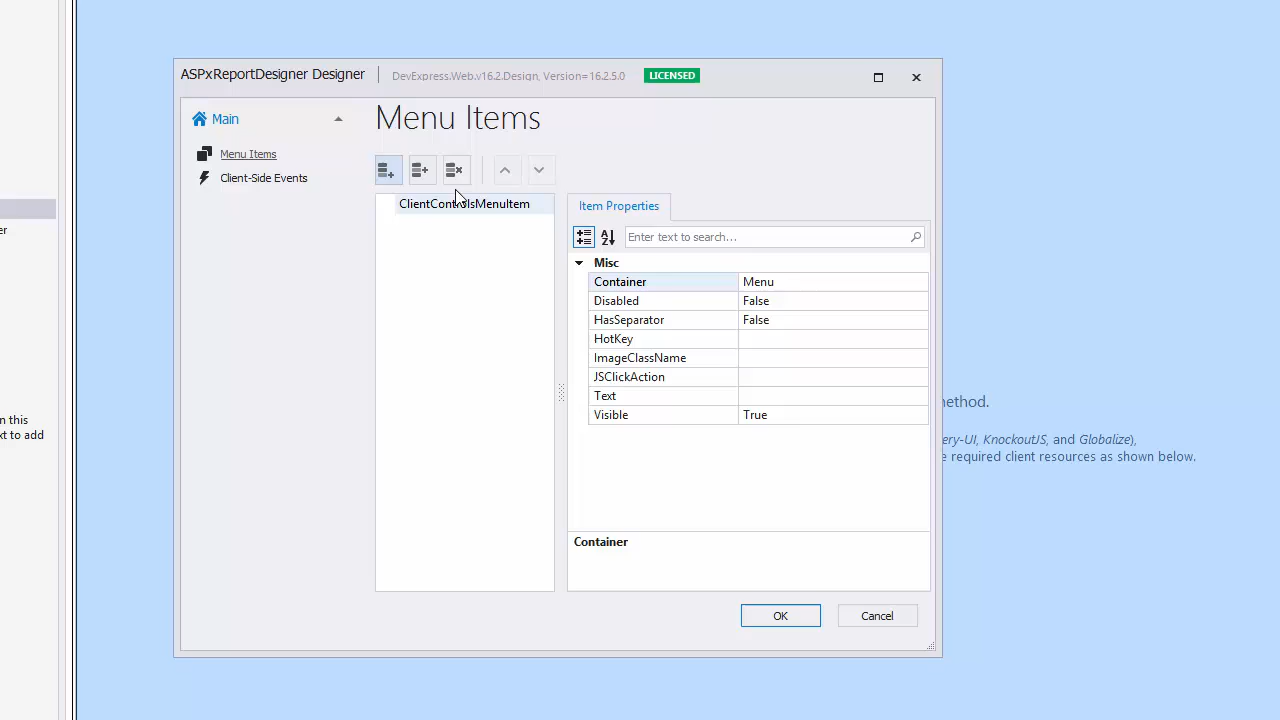 ASPxReportDesigner Designer
DevExpress.Web.v16.2.Design, Version=16.2.5.0
LICENSED
Main
Menu Items
Client-Side Events
Menu Items
ClientControlsMenuItem
Item Properties
Enter text to search...
Misc
Container Menu
Disabled False
HasSeparator False
HotKey
ImageClassName
JSClickAction
Text
Visible True
Container
OK
Cancel
n this
xt to add
ethod.
ery-UI, KnockoutJS, and Globalize),
e required client resources as shown below.